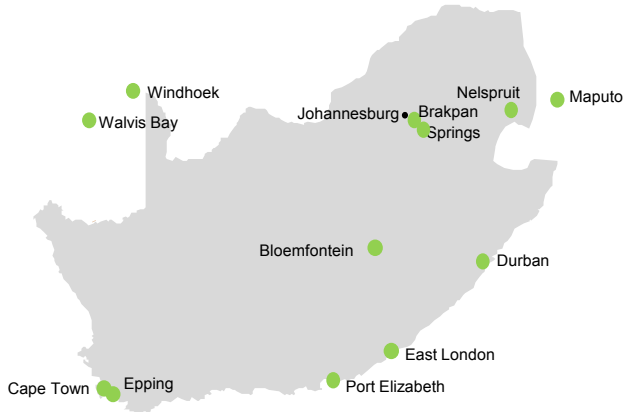 Windhoek
Nelspruit
Maputo
Johannesburg
Brakpan
Walvis Bay
Springs
Bloemfontein
Durban
East London
Epping
Cape Town
Port Elizabeth